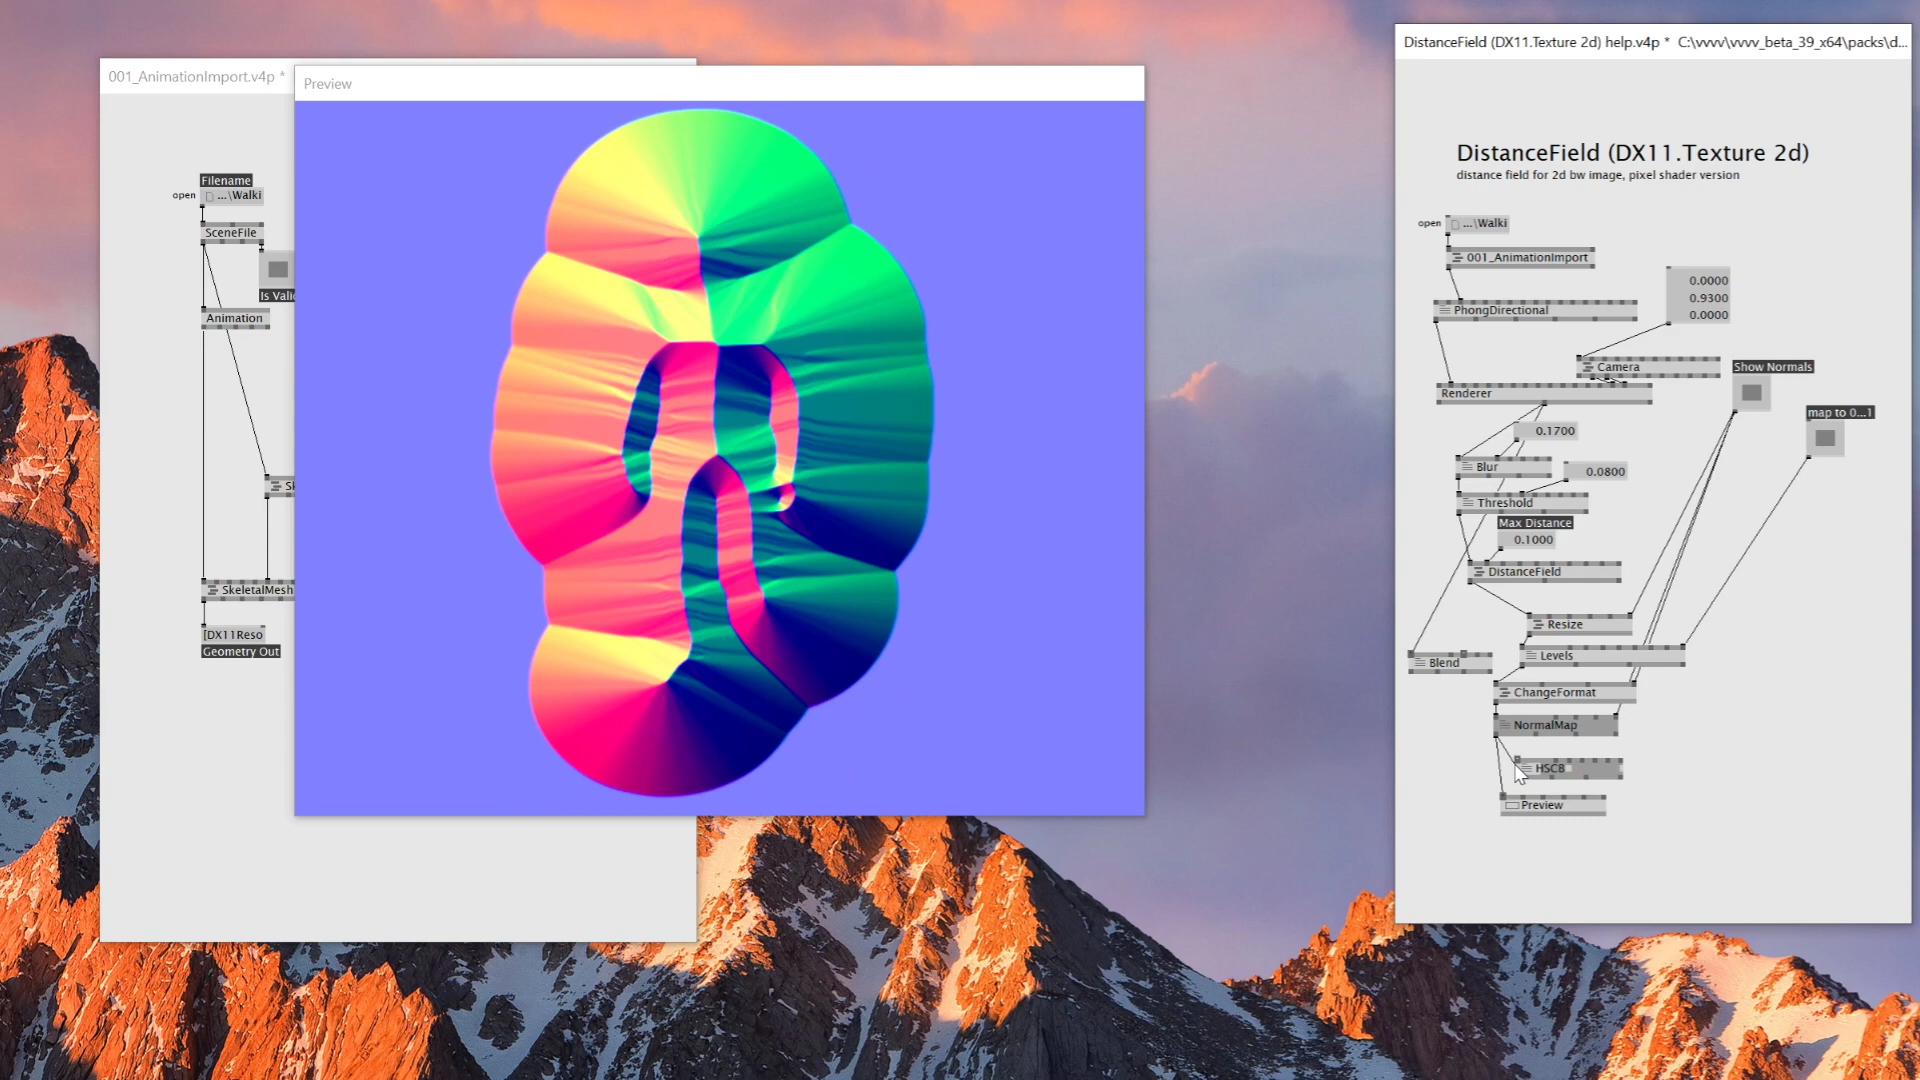 001_AnimationImport.v4p *
Filename
open
...\Walki
SceneFile
Is Valid
Animation
SkeletalMesh
[DX11Reso
Geometry Out
Preview
DistanceField (DX11.Texture 2d) help.v4p * C:\vvvv\vvvv_beta_39_x64\packs\d...
DistanceField (DX11.Texture 2d)
distance field for 2d bw image, pixel shader version
open
...\Walki
001_AnimationImport
0.0000
0.9300
0.0000
PhongDirectional
Camera
Show Normals
Renderer
map to 0...1
0.1700
Blur
0.0800
Threshold
Max Distance
0.1000
DistanceField
Resize
Levels
Blend
ChangeFormat
NormalMap
HSCB
Preview